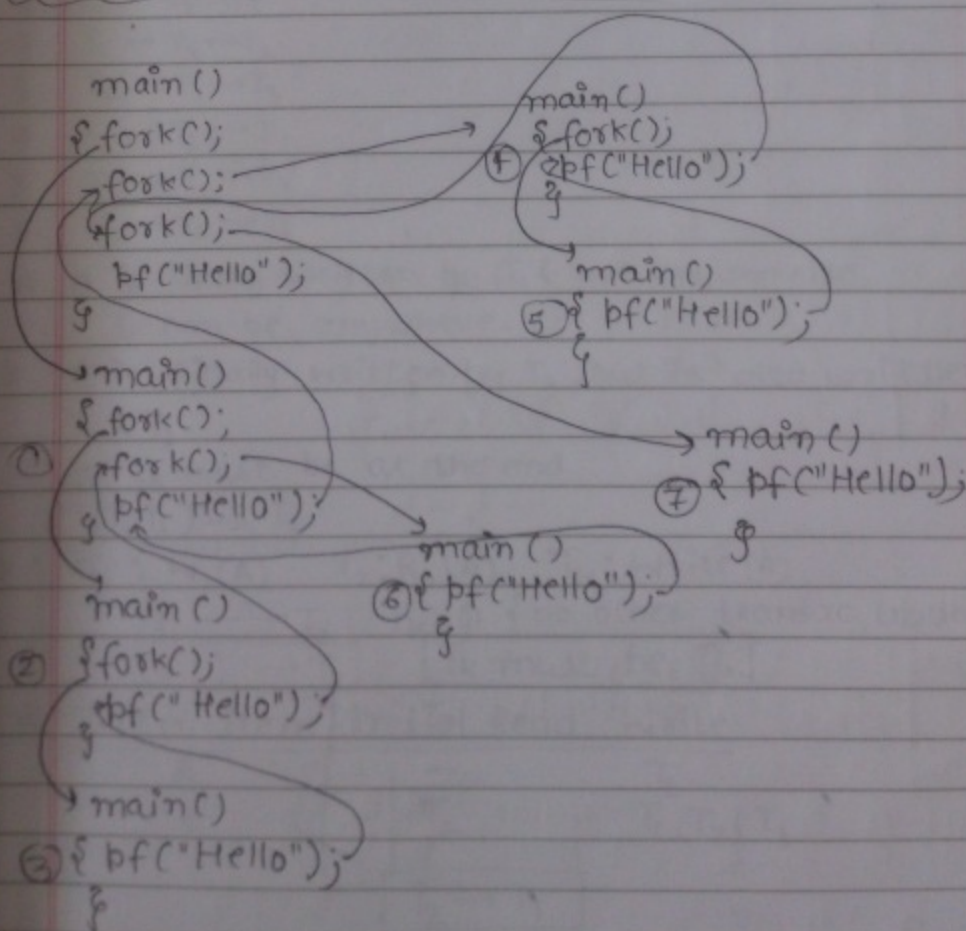 main()
{ fork();
fork();
fork();
pf("Hello");
}
main()
{ fork();
① fork();
pf("Hello");
}
main()
② { fork();
pf("Hello");
}
main()
③ { pf("Hello");
}
main()
{ fork();
④ pf("Hello");
}
main()
⑤ { pf("Hello");
}
main()
⑥ { pf("Hello");
}
main()
⑦ { pf("Hello");
}